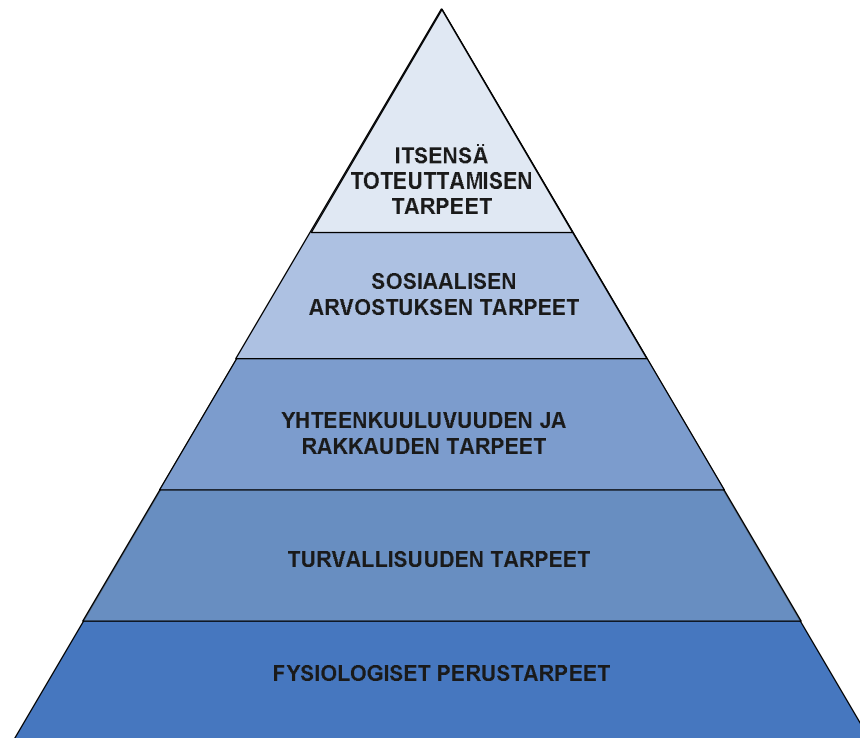 ITSENSÄ
TOTEUTTAMISEN
TARPEET
SOSIAALISEN
ARVOSTUKSEN TARPEET
YHTEENKUULUVUUDEN JA
RAKKAUDEN TARPEET
TURVALLISUUDEN TARPEET
FYSIOLOGISET PERUSTARPEET